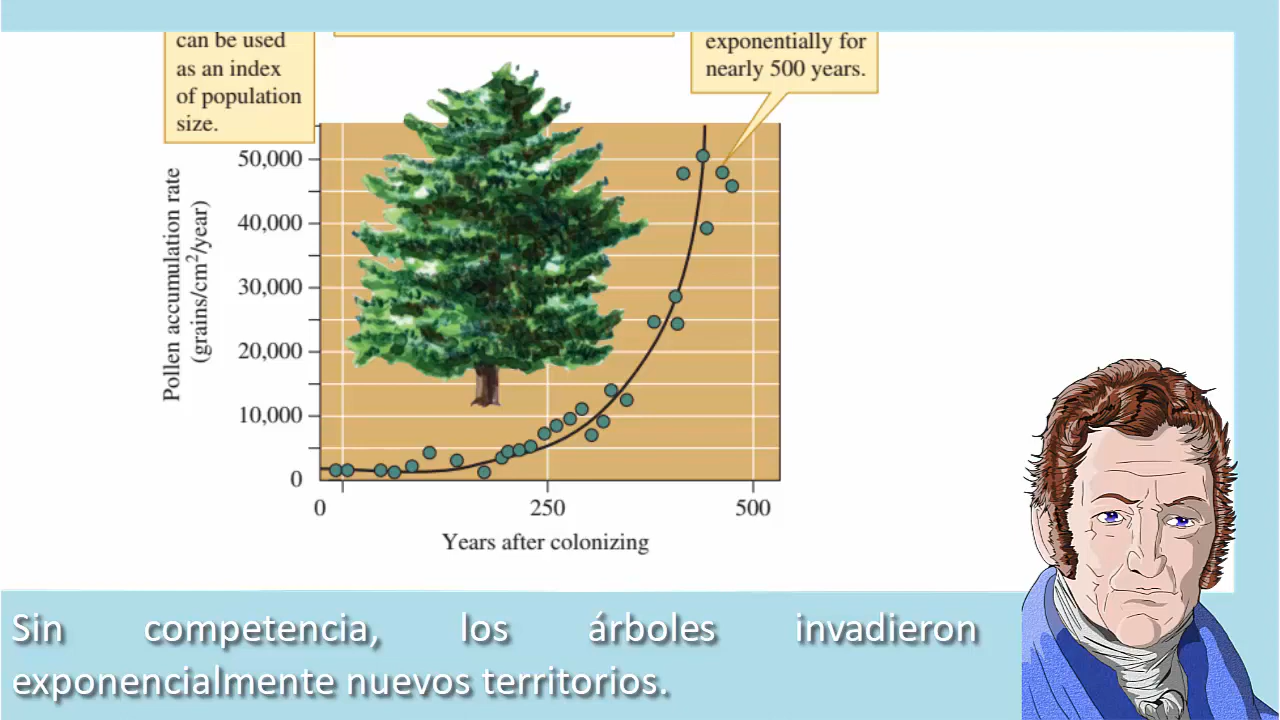 can be used
as an index
of population
size.
exponentially for
nearly 500 years.
Pollen accumulation rate
(grains/cm²/year)
50,000
40,000
30,000
20,000
10,000
0
0 250 500
Years after colonizing
Sin competencia, los árboles invadieron
exponencialmente nuevos territorios.